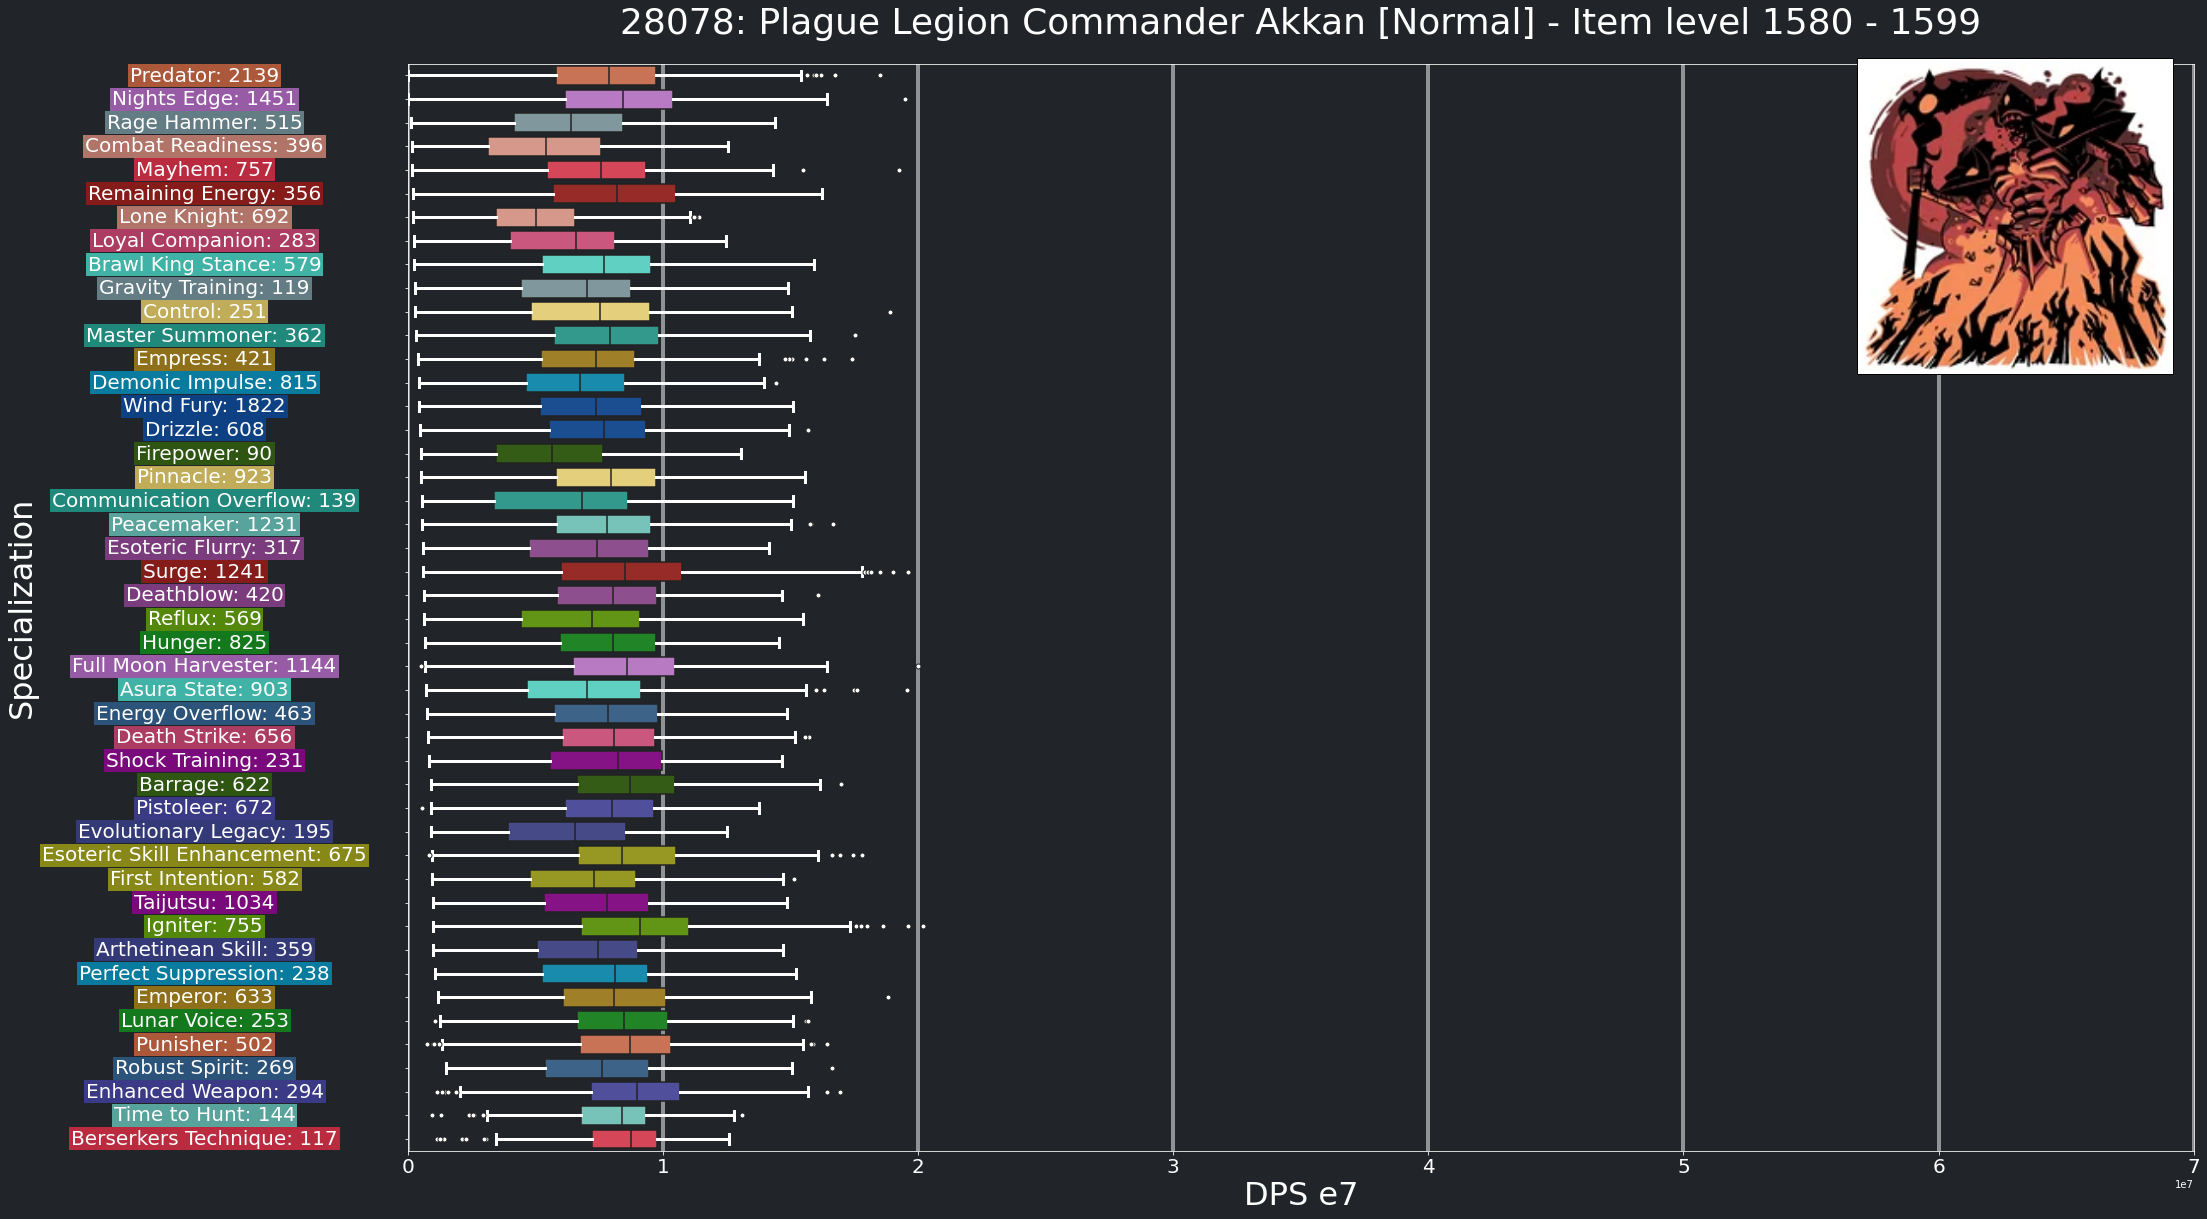 28078: Plague Legion Commander Akkan [Normal] - Item level 1580 - 1599
Specialization
Predator: 2139
Nights Edge: 1451
Rage Hammer: 515
Combat Readiness: 396
Mayhem: 757
Remaining Energy: 356
Lone Knight: 692
Loyal Companion: 283
Brawl King Stance: 579
Gravity Training: 119
Control: 251
Master Summoner: 362
Empress: 421
Demonic Impulse: 815
Wind Fury: 1822
Drizzle: 608
Firepower: 90
Pinnacle: 923
Communication Overflow: 139
Peacemaker: 1231
Esoteric Flurry: 317
Surge: 1241
Deathblow: 420
Reflux: 569
Hunger: 825
Full Moon Harvester: 1144
Asura State: 903
Energy Overflow: 463
Death Strike: 656
Shock Training: 231
Barrage: 622
Pistoleer: 672
Evolutionary Legacy: 195
Esoteric Skill Enhancement: 675
First Intention: 582
Taijutsu: 1034
Igniter: 755
Arthetinean Skill: 359
Perfect Suppression: 238
Emperor: 633
Lunar Voice: 253
Punisher: 502
Robust Spirit: 269
Enhanced Weapon: 294
Time to Hunt: 144
Berserkers Technique: 117
0 1 2 3 4 5 6 7
1e7
DPS e7